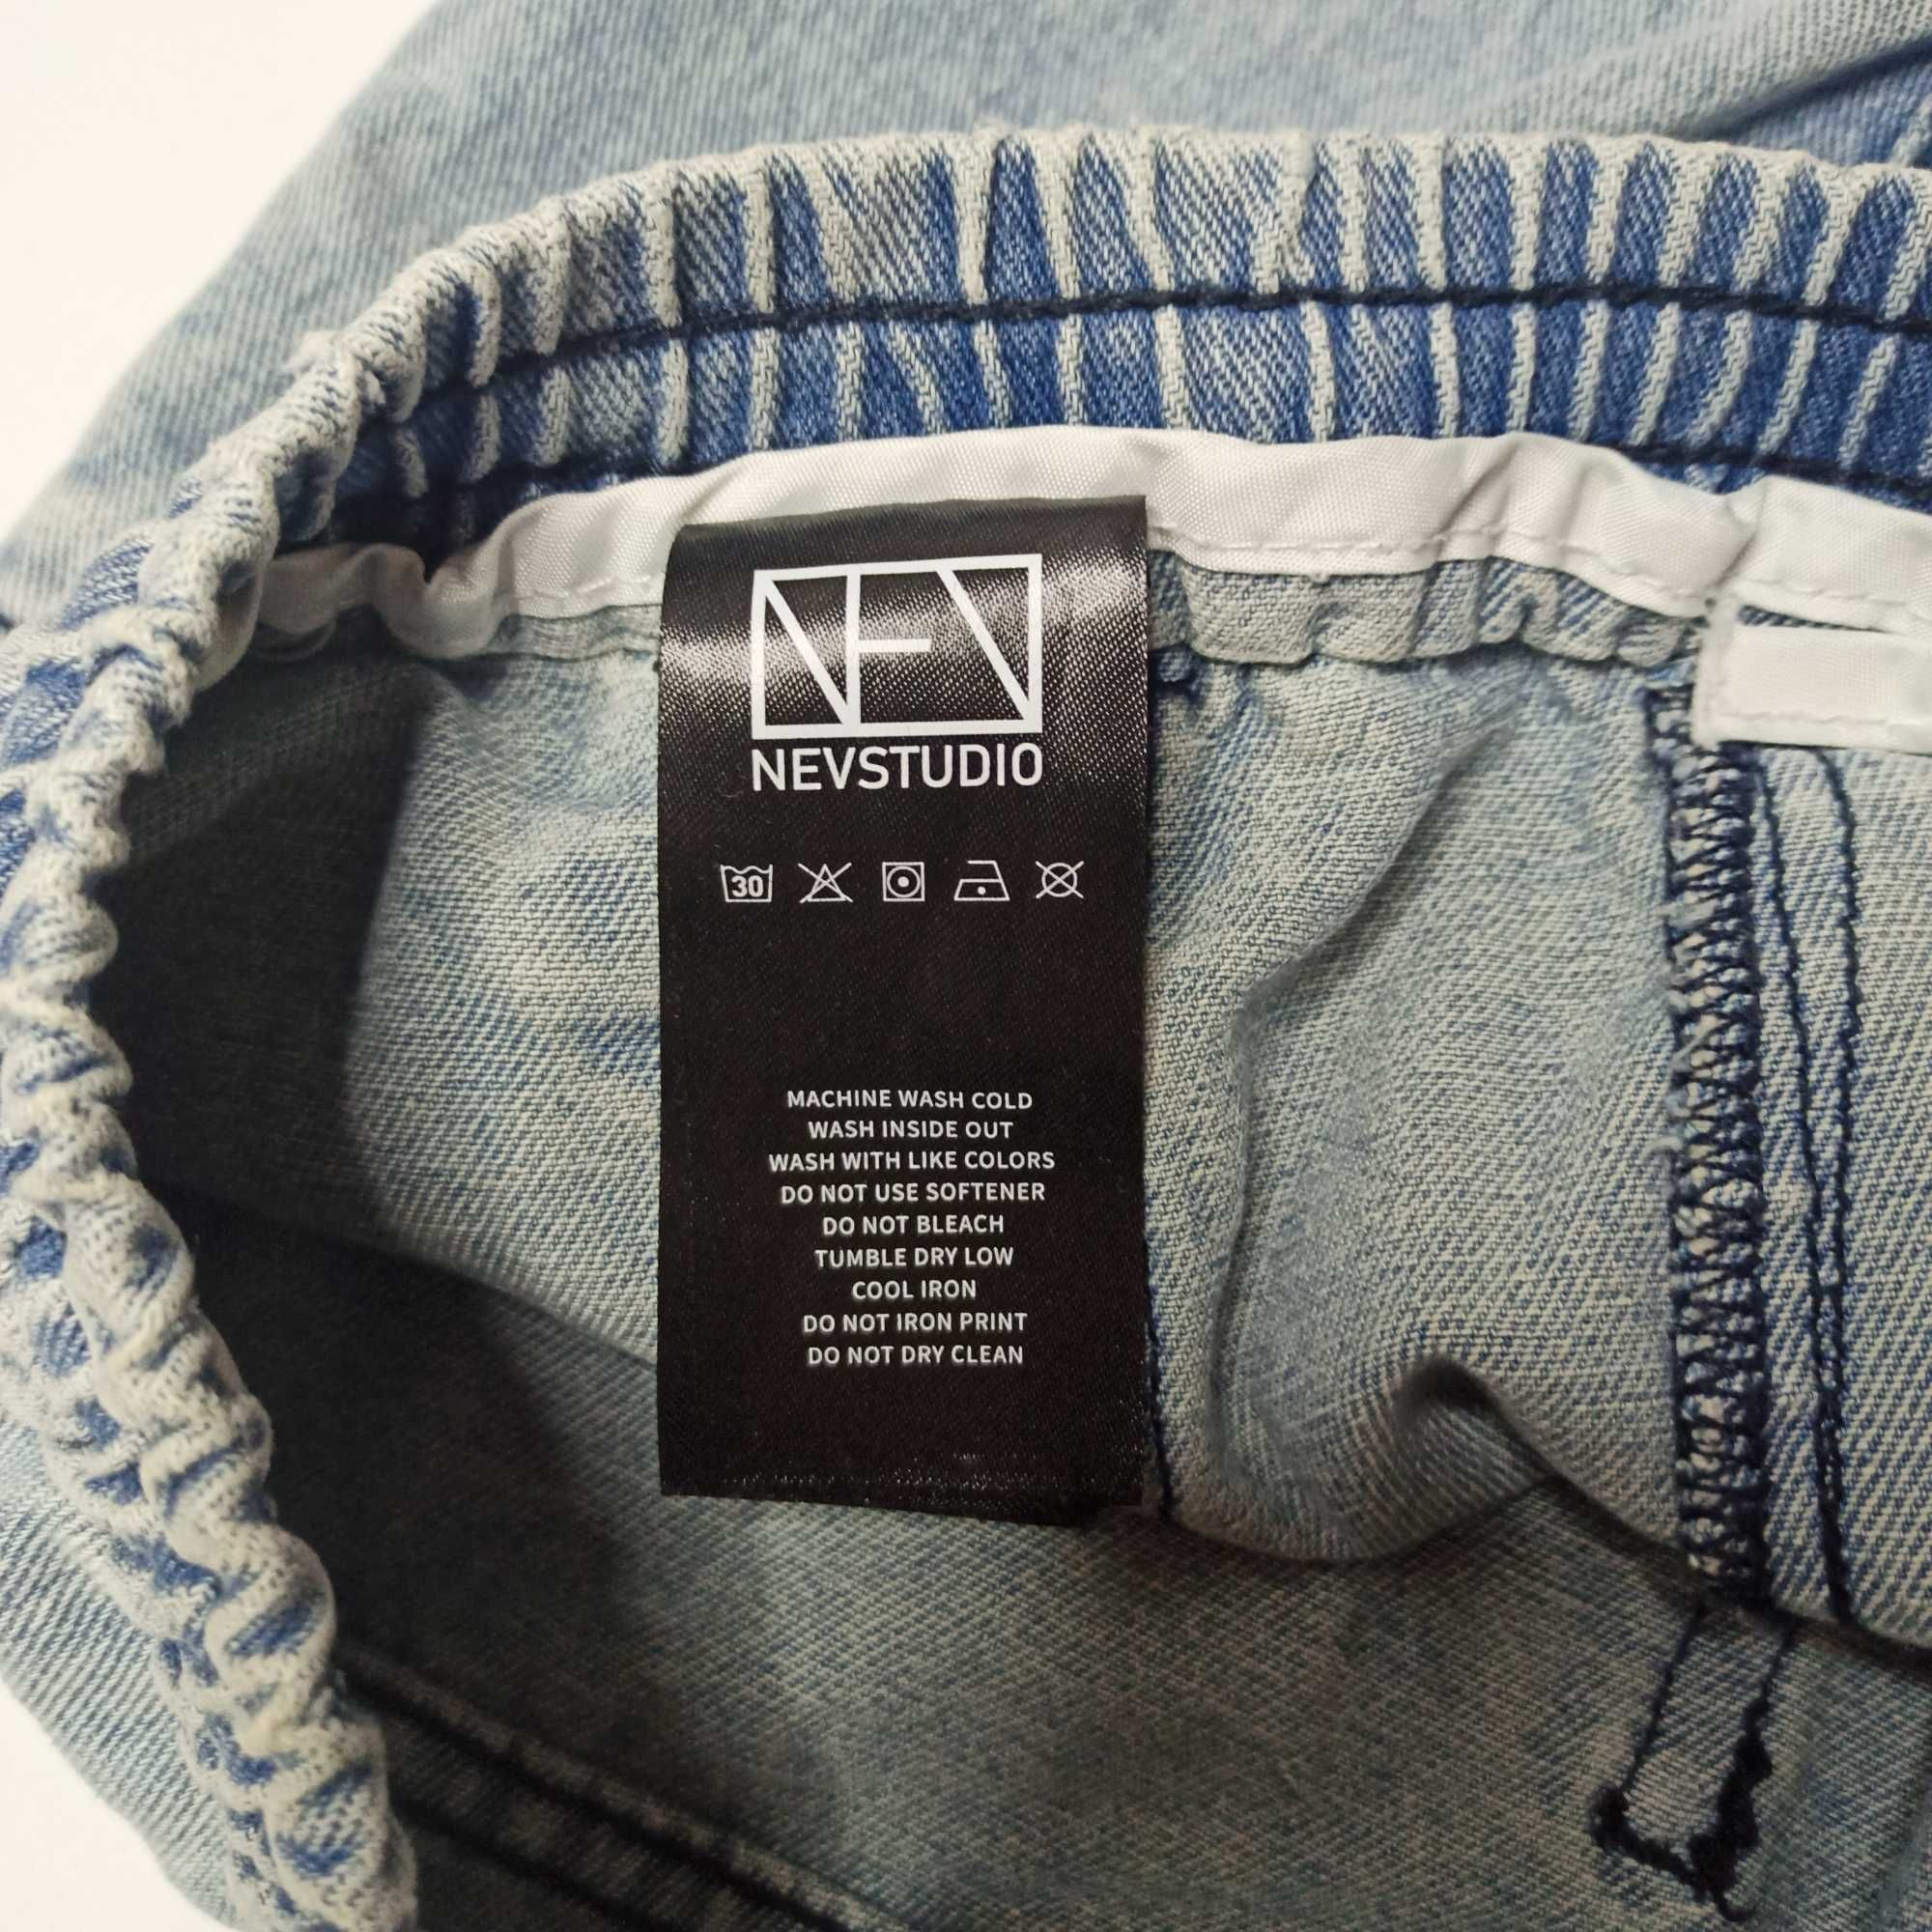 NEV
NEVSTUDIO
30
MACHINE WASH COLD
WASH INSIDE OUT
WASH WITH LIKE COLORS
DO NOT USE SOFTENER
DO NOT BLEACH
TUMBLE DRY LOW
COOL IRON
DO NOT IRON PRINT
DO NOT DRY CLEAN